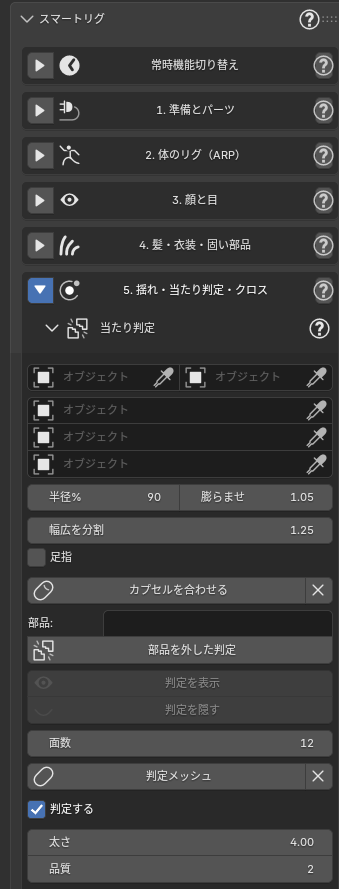 スマートリグ
常時機能切り替え
1. 準備とパーツ
2. 体のリグ（ARP）
3. 顔と目
4. 髪・衣装・固い部品
5. 揺れ・当たり判定・クロス
当たり判定
オブジェクト オブジェクト
オブジェクト
オブジェクト
オブジェクト
半径% 90 膨らませ 1.05
幅広を分割 1.25
足指
カプセルを合わせる
部品:
部品を外した判定
判定を表示
判定を隠す
面数 12
判定メッシュ
判定する
太さ 4.00
品質 2